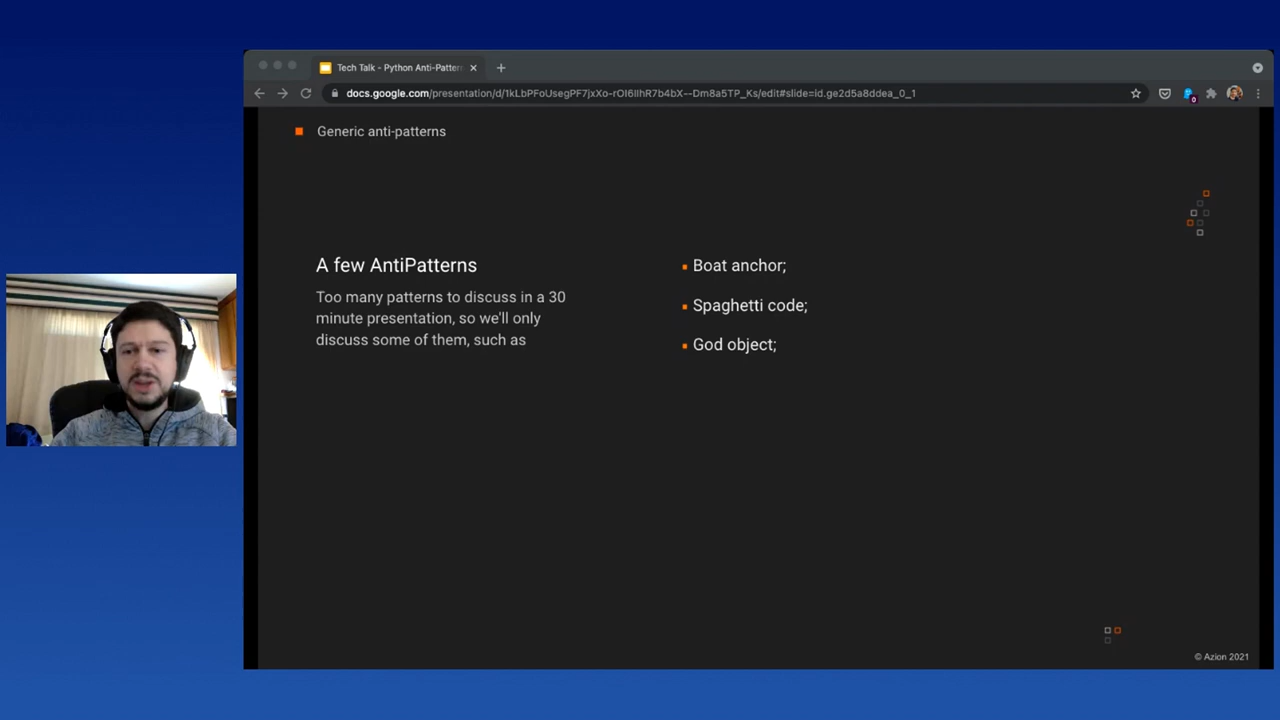 Tech Talk - Python Anti-Pattern
docs.google.com/presentation/d/1kLbPFoUsegPF7jxXo-rOI6IIhR7b4bX--Dm8a5TP_Ks/edit#slide=id.ge2d5a8ddea_0_1
Generic anti-patterns
A few AntiPatterns
Too many patterns to discuss in a 30
minute presentation, so we'll only
discuss some of them, such as
Boat anchor;
Spaghetti code;
God object;
© Azion 2021